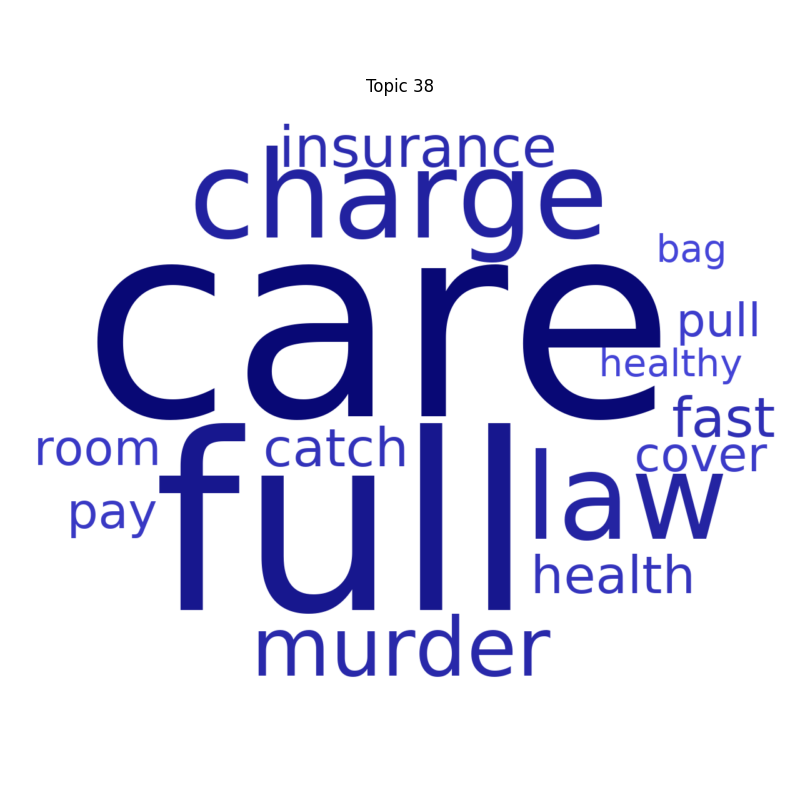 Topic 38
insurance
charge
bag
care
pull
healthy
fast
room
catch
cover
full
law
pay
health
murder